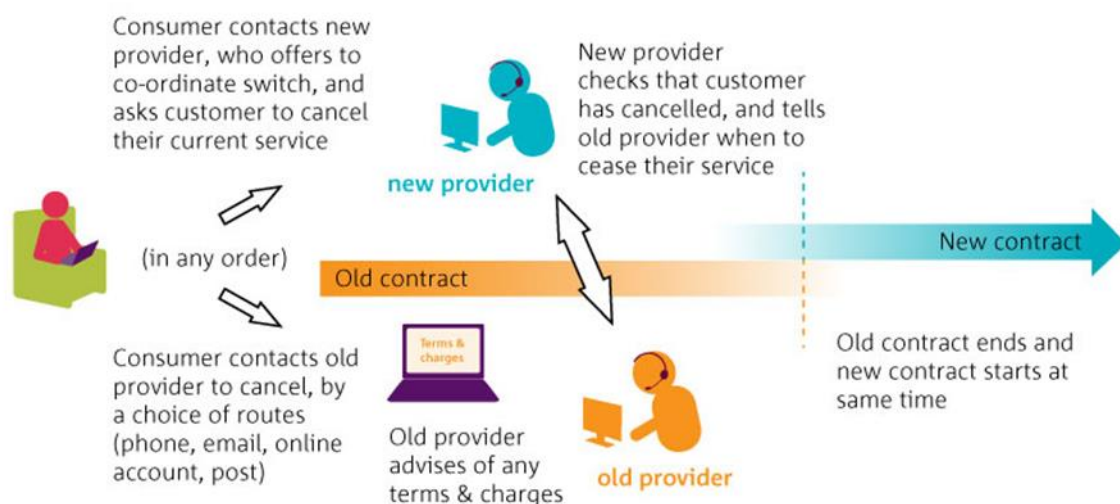 Consumer contacts new
provider, who offers to
co-ordinate switch, and
asks customer to cancel
their current service
new provider
New provider
checks that customer
has cancelled, and tells
old provider when to
cease their service
(in any order)
New contract
Old contract
Consumer contacts old
provider to cancel, by
a choice of routes
(phone, email, online
account, post)
Terms &
charges
Old provider
advises of any
terms & charges
old provider
Old contract ends and
new contract starts at
same time